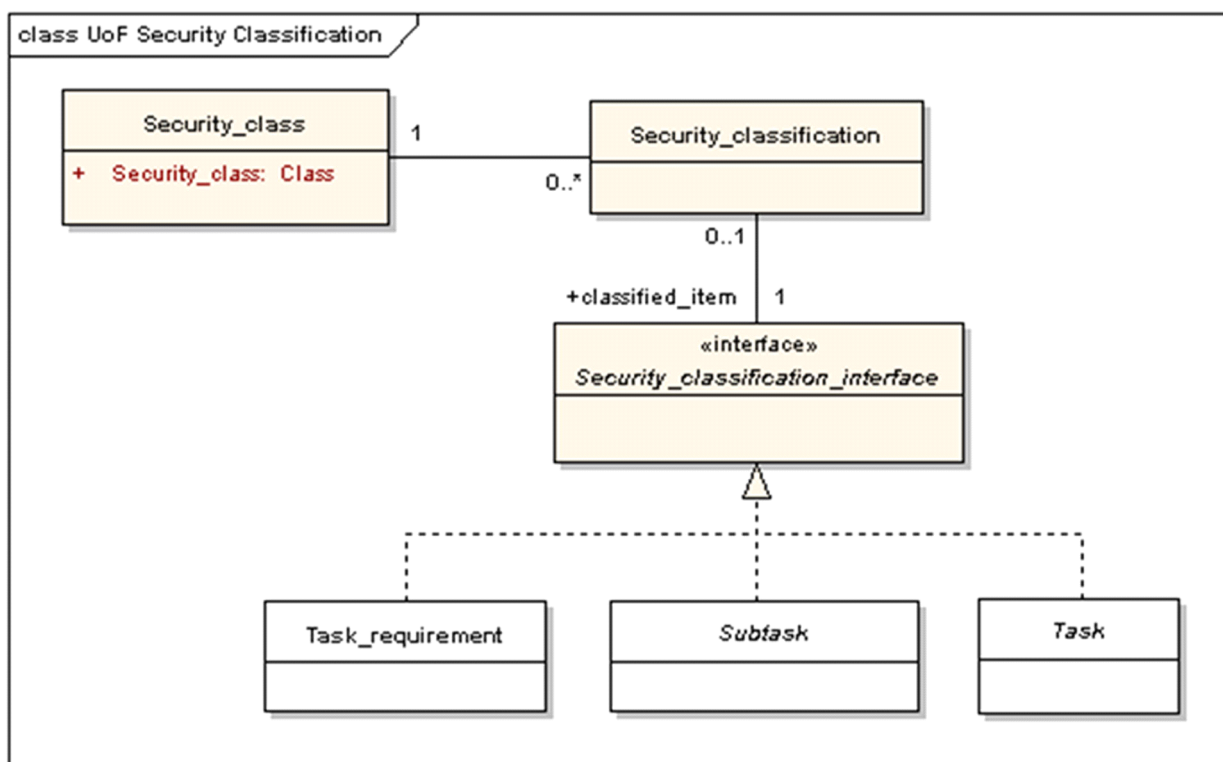 class UoF Security Classification
Security_class
+ Security_class: Class
1
0..*
Security_classification
0..1
+classified_item 1
«interface»
Security_classification_interface
Task_requirement
Subtask
Task